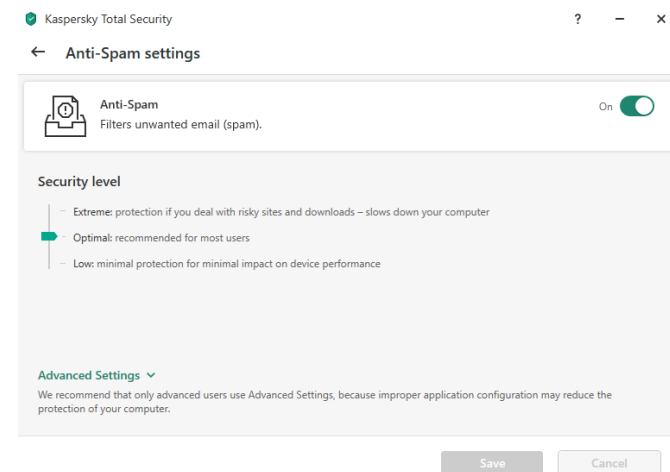 Kaspersky Total Security
?
Anti-Spam settings
Anti-Spam
On
Filters unwanted email (spam).
Security level
Extreme: protection if you deal with risky sites and downloads – slows down your computer
Optimal: recommended for most users
Low: minimal protection for minimal impact on device performance
Advanced Settings
We recommend that only advanced users use Advanced Settings, because improper application configuration may reduce the
protection of your computer.
Save
Cancel